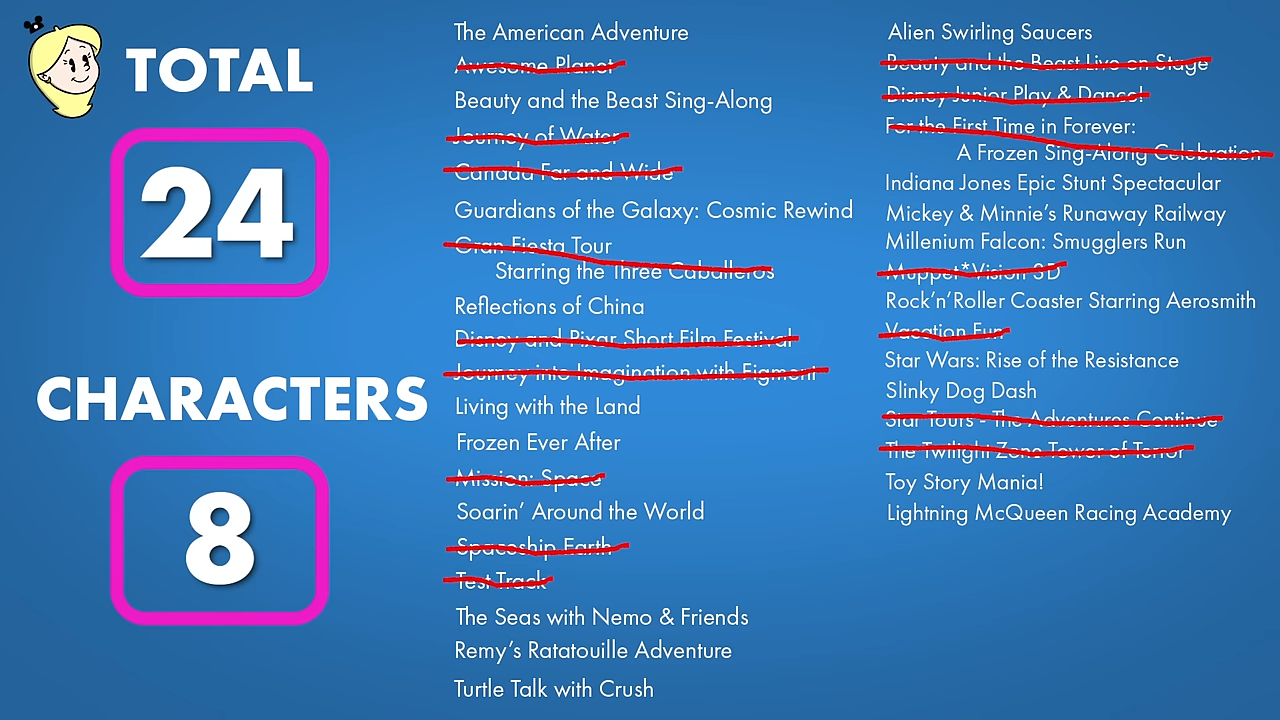 TOTAL
24
CHARACTERS
8
The American Adventure
Awesome Planet
Beauty and the Beast Sing-Along
Journey of Water
Canada Far and Wide
Guardians of the Galaxy: Cosmic Rewind
Gran Fiesta Tour
Starring the Three Caballeros
Reflections of China
Disney and Pixar Short Film Festival
Journey into Imagination with Figment
Living with the Land
Frozen Ever After
Mission: Space
Soarin' Around the World
Spaceship Earth
Test Track
The Seas with Nemo & Friends
Remy's Ratatouille Adventure
Turtle Talk with Crush
Alien Swirling Saucers
Beauty and the Beast Live on Stage
Disney Junior Play & Dance!
For the First Time in Forever:
A Frozen Sing-Along Celebration
Indiana Jones Epic Stunt Spectacular
Mickey & Minnie's Runaway Railway
Millenium Falcon: Smugglers Run
Muppet*Vision 3D
Rock'n'Roller Coaster Starring Aerosmith
Vacation Fun
Star Wars: Rise of the Resistance
Slinky Dog Dash
Star Tours - The Adventures Continue
The Twilight Zone Tower of Terror
Toy Story Mania!
Lightning McQueen Racing Academy